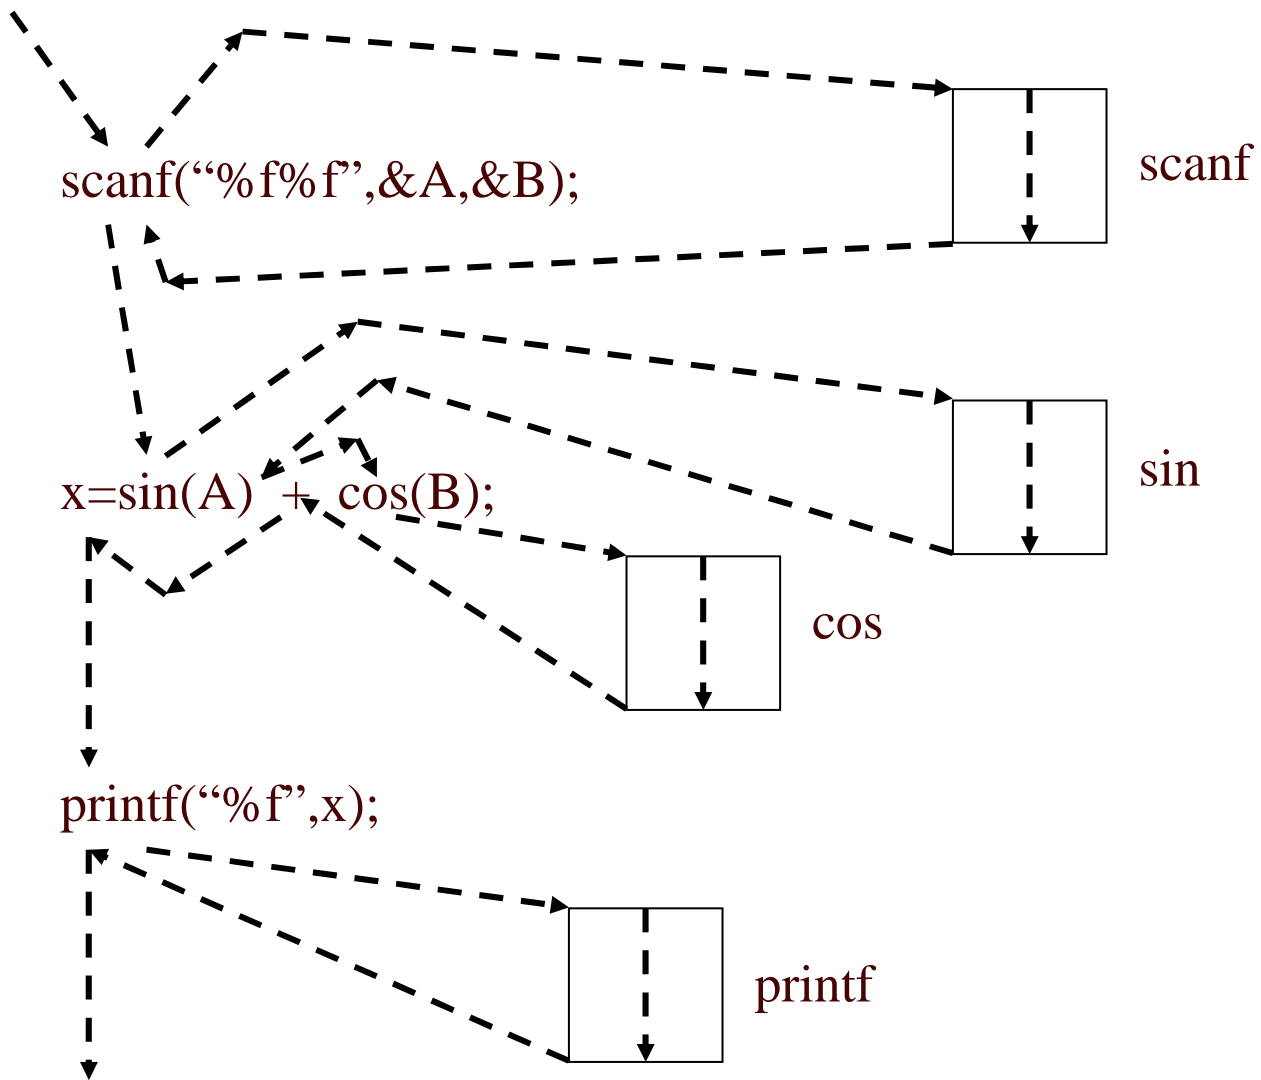 scanf(“%f%f”,&A,&B);
scanf
x=sin(A) + cos(B);
sin
cos
printf(“%f”,x);
printf